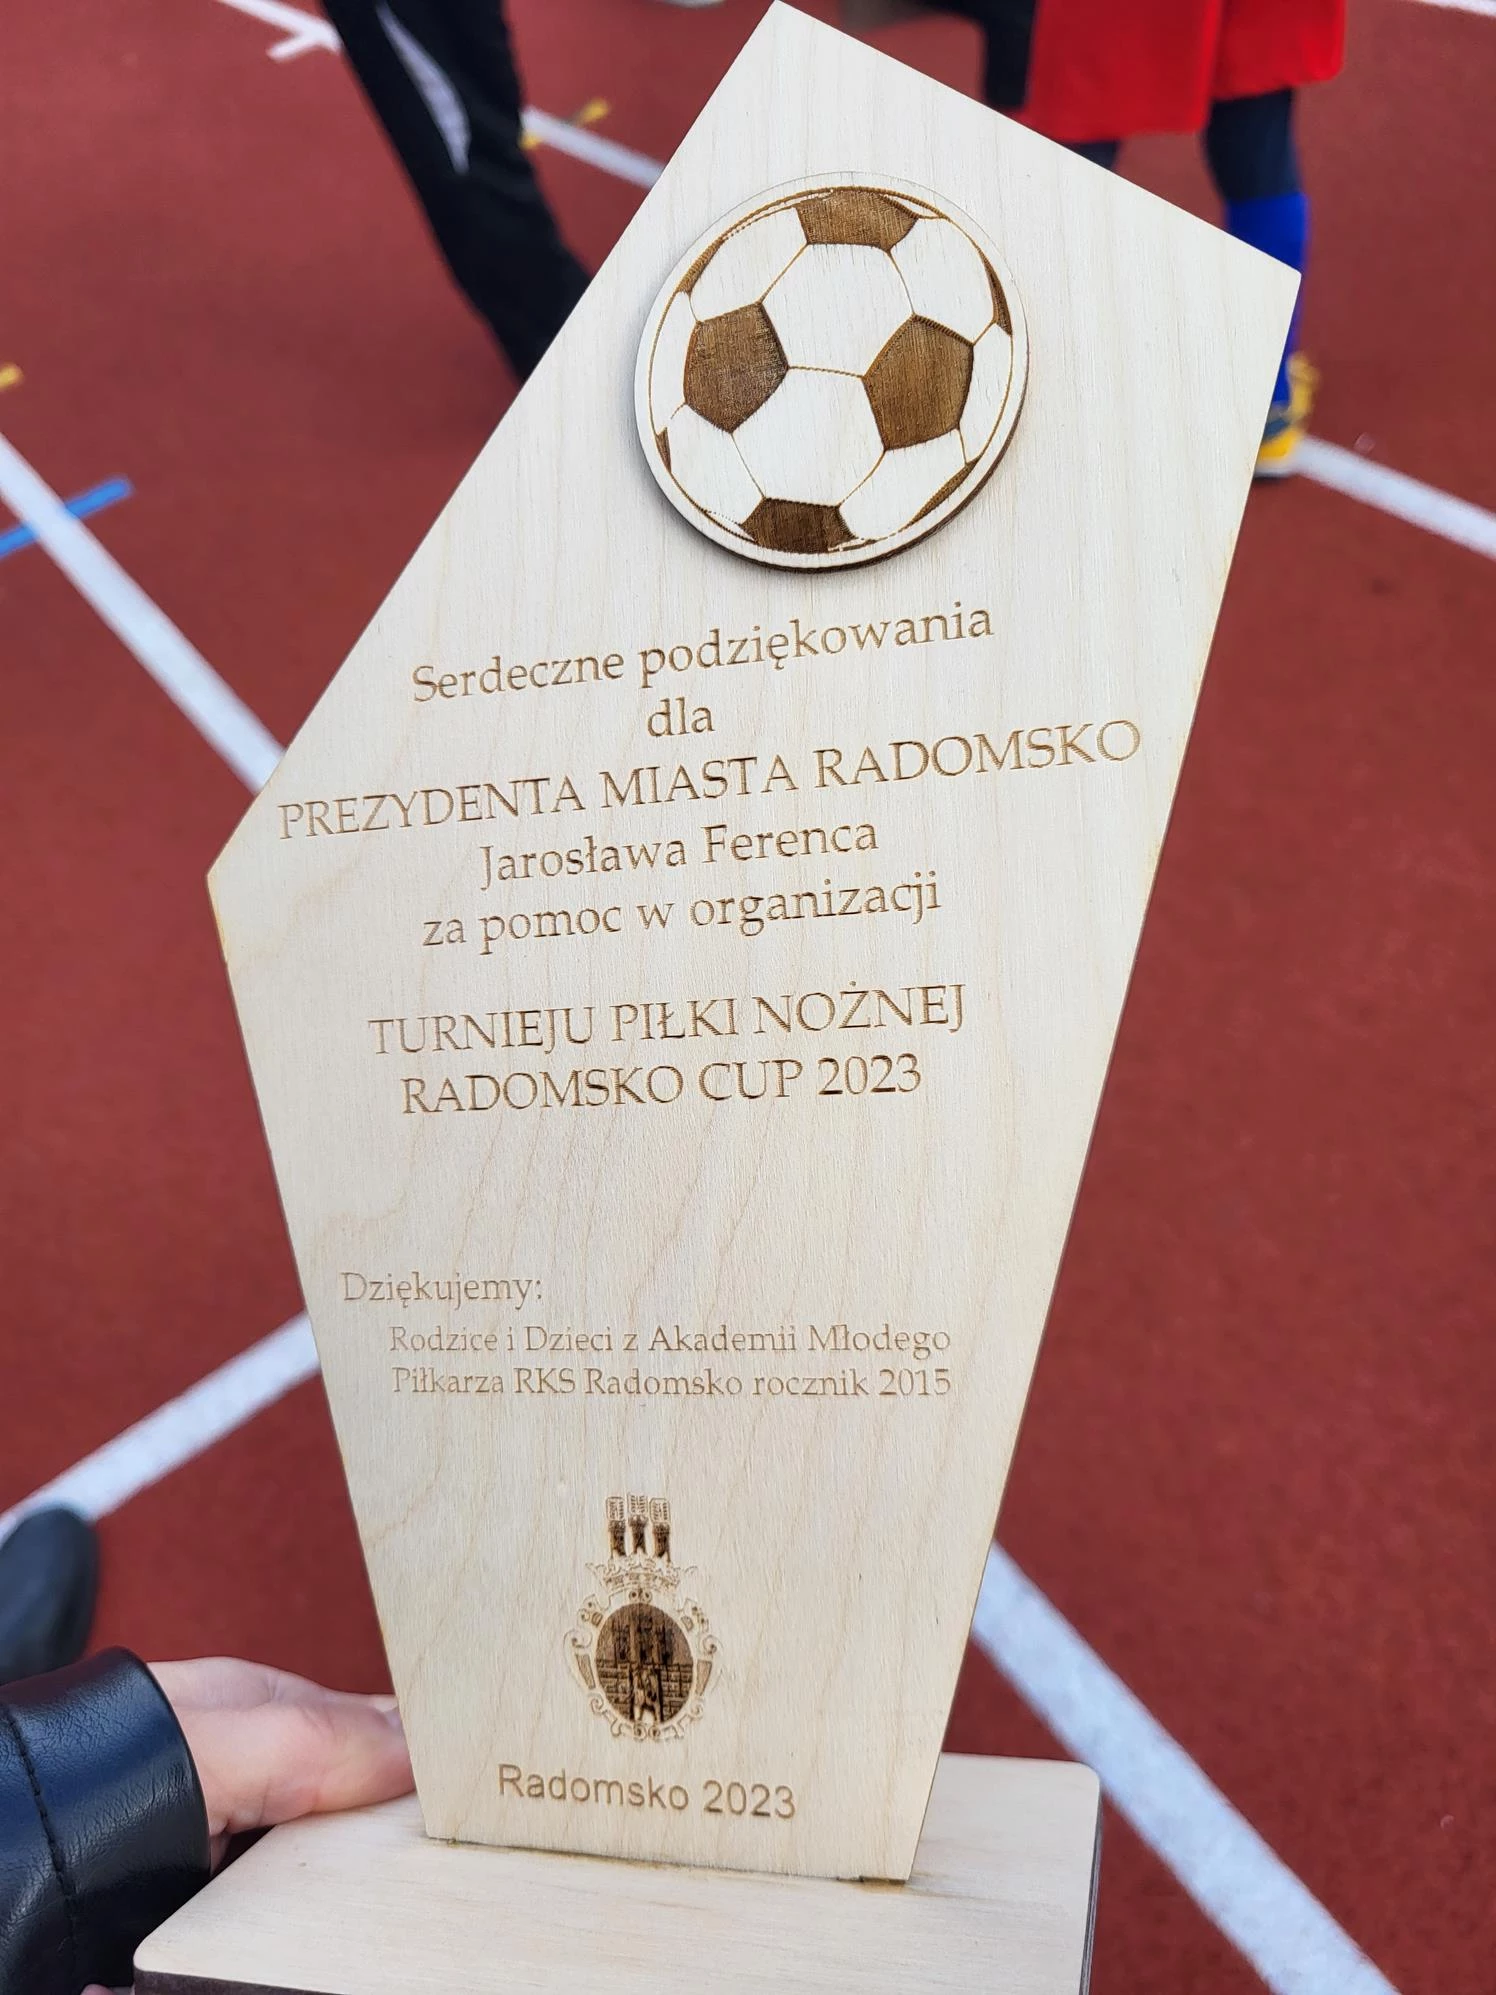 Serdeczne podziękowania
dla
PREZYDENTA MIASTA RADOMSKO
Jarosława Ferenca
za pomoc w organizacji
TURNIEJU PIŁKI NOŻNEJ
RADOMSKO CUP 2023
Dziękujemy:
Rodzice i Dzieci z Akademii Młodego
Piłkarza RKS Radomsko rocznik 2015
Radomsko 2023